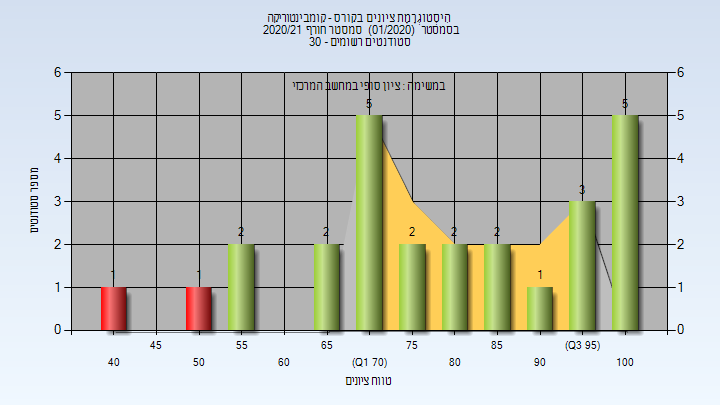 היסטוגרמת ציונים בקורס - קומבינטוריקה
בסמסטר (01/2020) סמסטר חורף 2020/21
סטודנטים רשומים - 30
במשימה : ציון סופי במחשב המרכזי
מספר סטודנטים
6 6
5 5
4 4
3 3
2 2
1 1
0 0
1 1 2 2 5 2 2 2 1 3 5
45 55 65 75 85 (Q3 95)
40 50 60 (Q1 70) 80 90 100
טווח ציונים